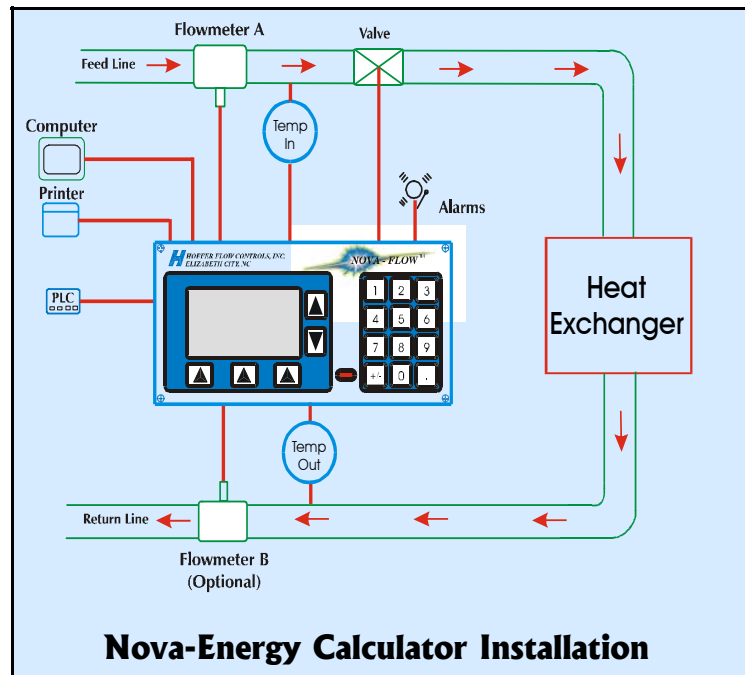 Flowmeter A
Valve
Feed Line
Temp
In
Computer
Printer
Alarms
PLC
H HOFFER FLOW CONTROLS, INC.
ELIZABETH CITY, NC
NOVA - FLOW
1 2 3
4 5 6
7 8 9
+/- 0 .
Heat
Exchanger
Temp
Out
Return Line
Flowmeter B
(Optional)
Nova-Energy Calculator Installation